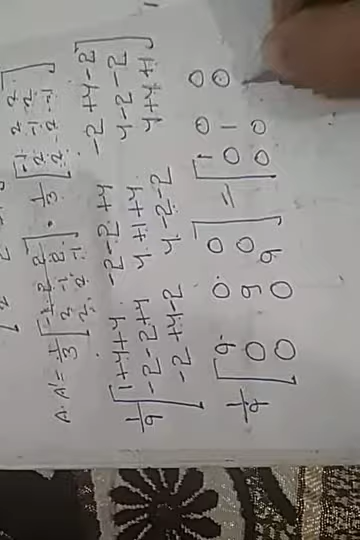 A.A' = 1/3 [-1 2 2 . 1/3 [-1 2 2
2 -1 2 2 -1 2
2 2 -1] 2 2 -1]
1/9 [1+4+4 -2-2+4 -2+4-2
-2-2+4 4+1+4 4-2-2
-2+4-2 4-2-2 4+4+1]
1/9 [9 0 0 = [1 0 0
0 9 0 0 1 0
0 0 9] 0 0